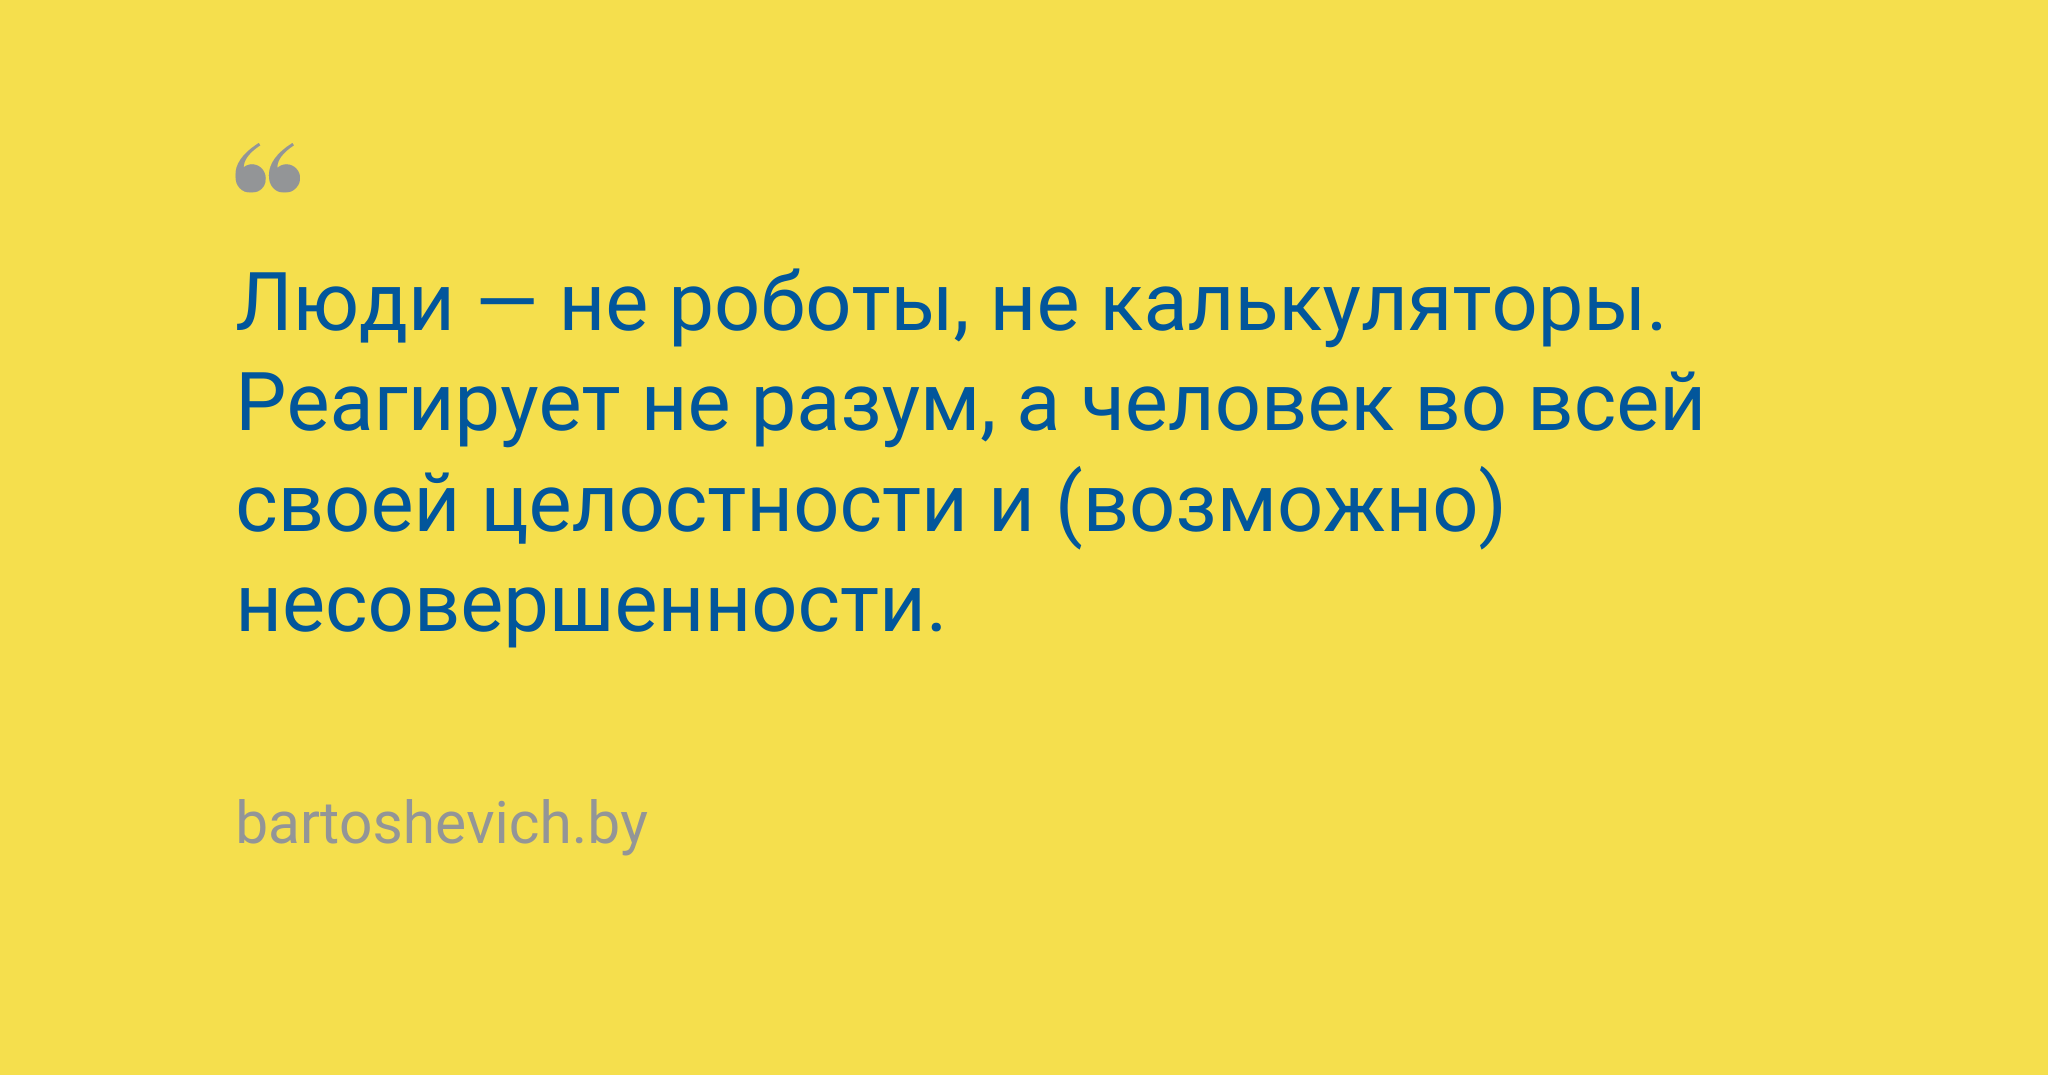 “
Люди — не роботы, не калькуляторы.
Реагирует не разум, а человек во всей
своей целостности и (возможно)
несовершенности.
bartoshevich.by